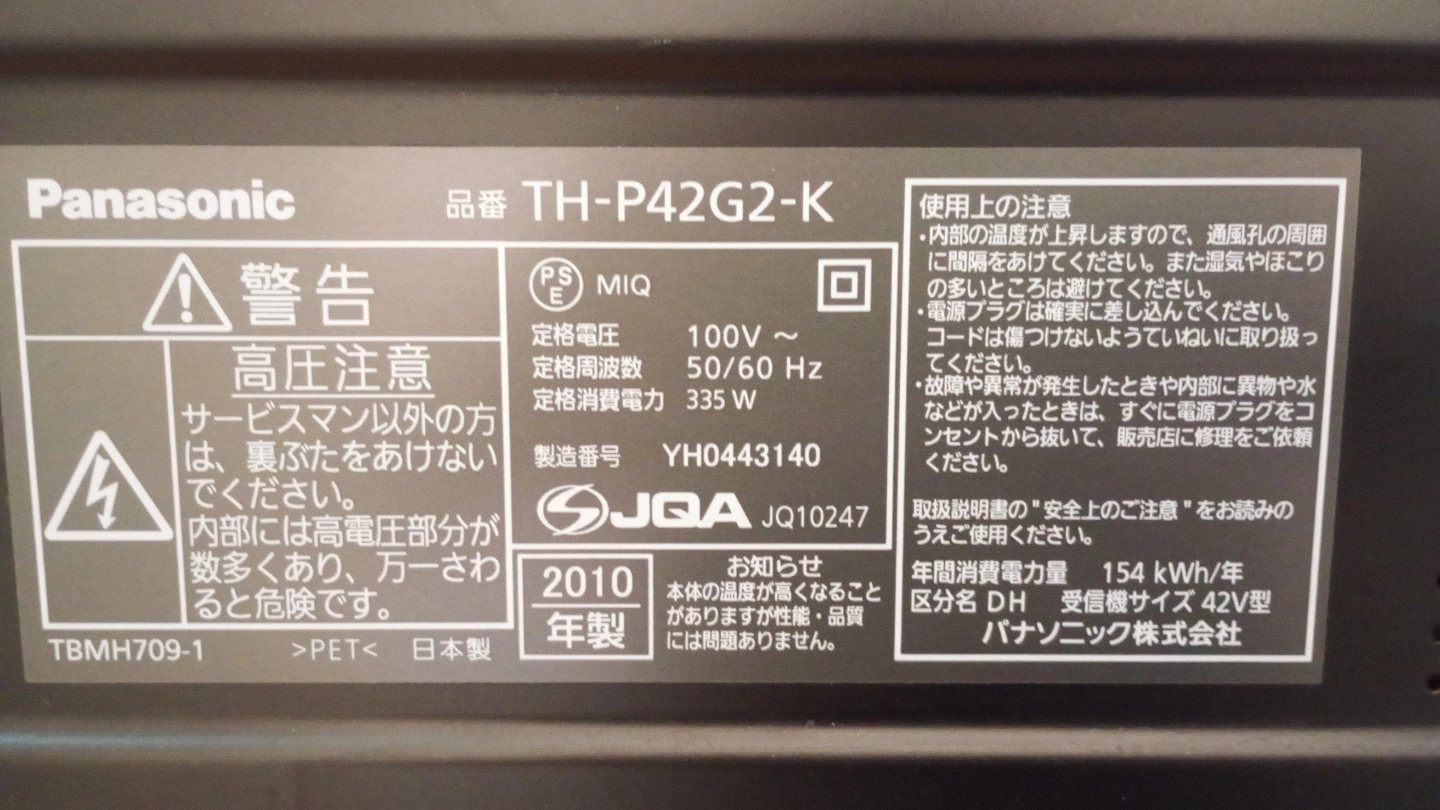 Panasonic
品番 TH-P42G2-K
警告
高圧注意
サービスマン以外の方
は、裏ぶたをあけない
でください。
内部には高電圧部分が
数多くあり、万一さわ
ると危険です。
TBMH709-1 >PET< 日本製
PS
E
MIQ
定格電圧 100V ～
定格周波数 50/60 Hz
定格消費電力 335 W
製造番号 YH0443140
JQA JQ10247
2010
年製
お知らせ
本体の温度が高くなること
がありますが性能・品質
には問題ありません。
使用上の注意
・内部の温度が上昇しますので、通風孔の周囲
に間隔をあけてください。また湿気やほこり
の多いところは避けてください。
・電源プラグは確実に差し込んでください。
コードは傷つけないようていねいに取り扱っ
てください。
・故障や異常が発生したときや内部に異物や水
などが入ったときは、すぐに電源プラグをコ
ンセントから抜いて、販売店に修理をご依頼
ください。
取扱説明書の"安全上のご注意"をお読みの
うえご使用ください。
年間消費電力量 154 kWh/年
区分名 DH 受信機サイズ 42V型
パナソニック株式会社